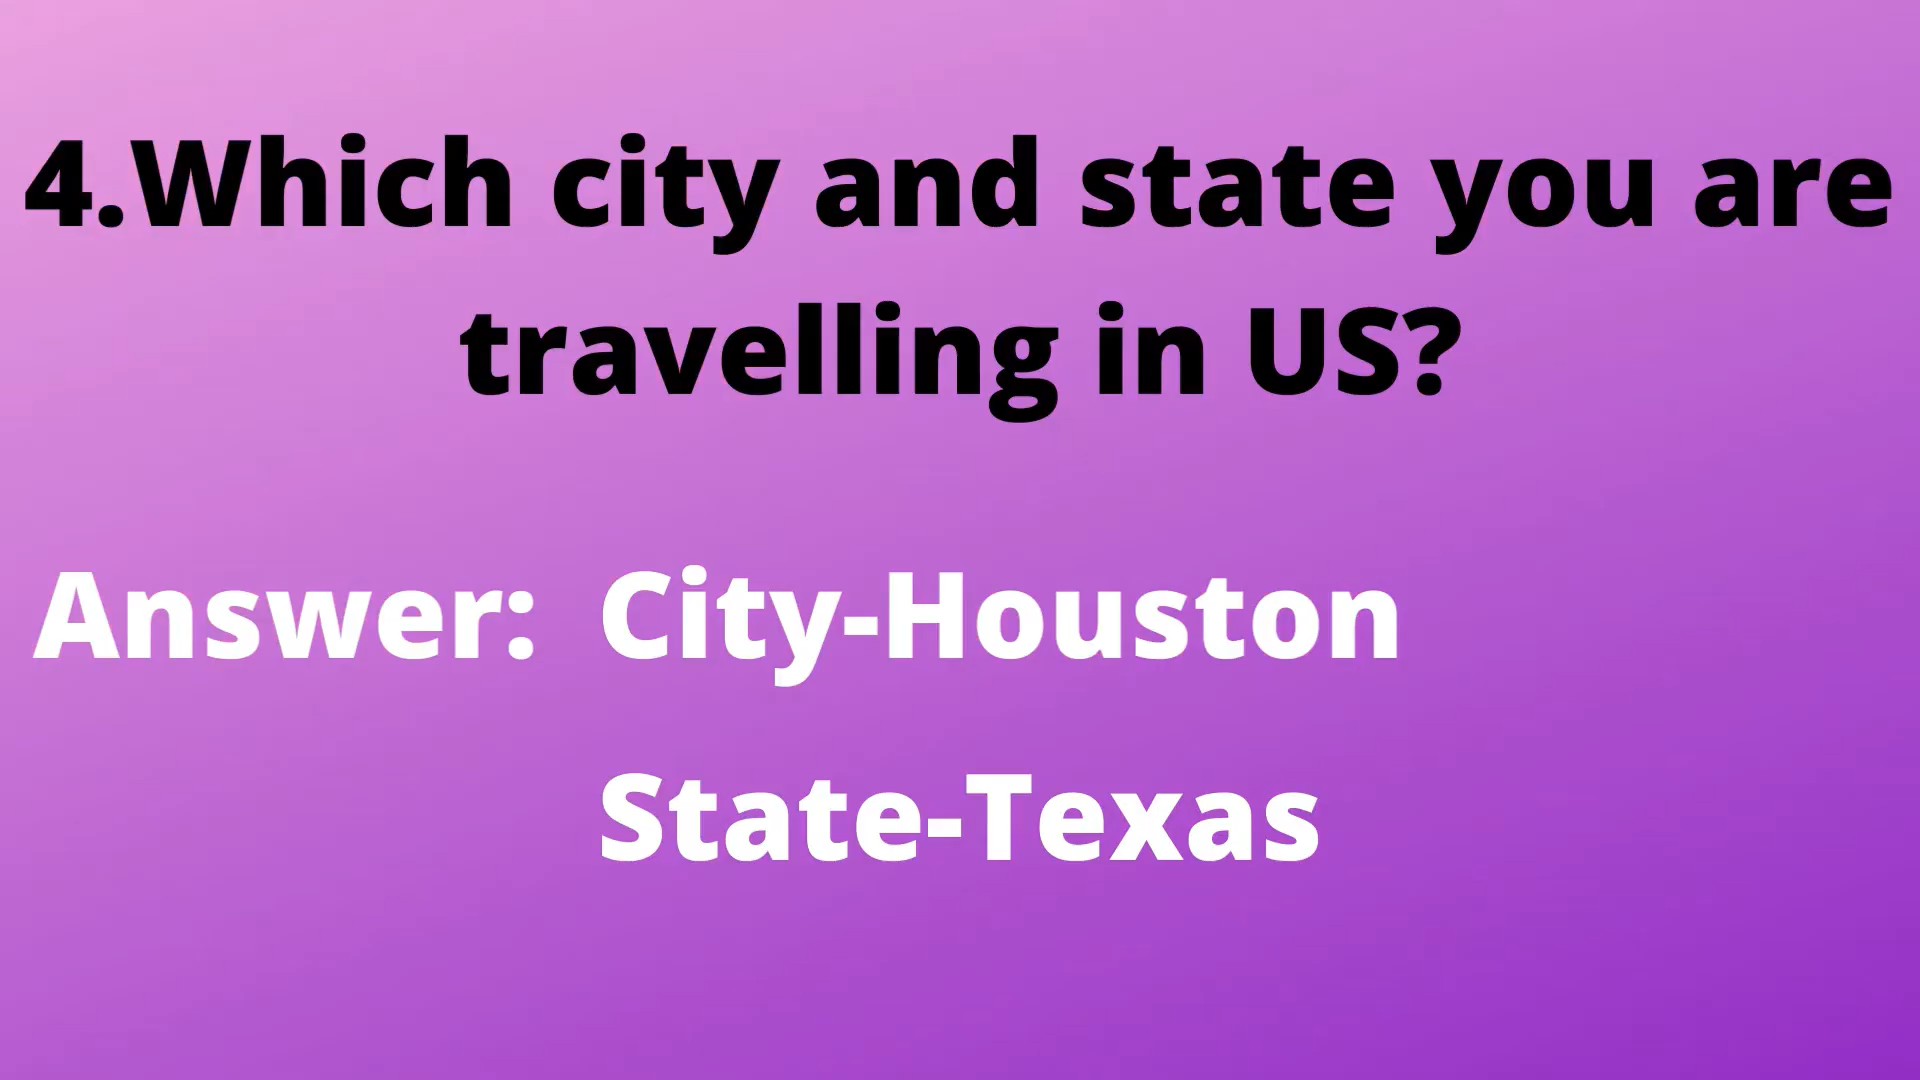 4.Which city and state you are
travelling in US?
Answer: City-Houston
State-Texas